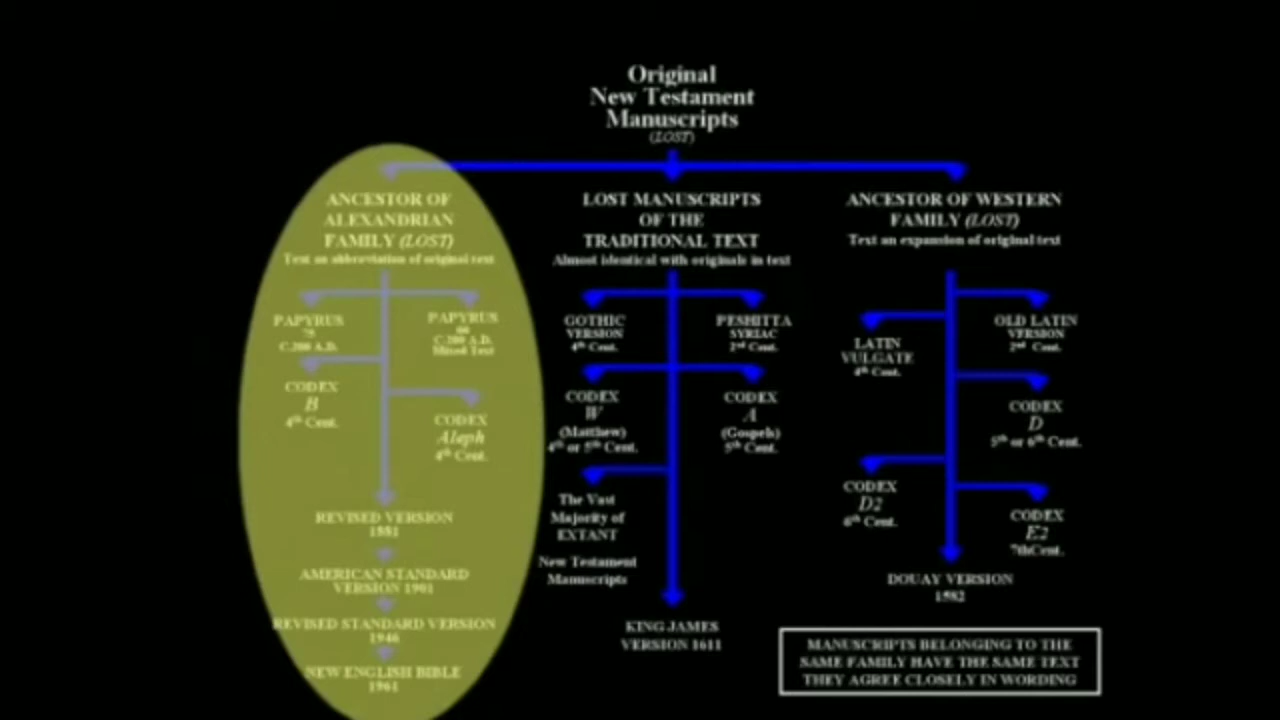 Original
New Testament
Manuscripts
(LOST)
ANCESTOR OF
ALEXANDRIAN
FAMILY (LOST)
Text an abbreviation of original text
PAPYRUS
75
C.200 A.D.
PAPYRUS
66
C.200 A.D.
Mixed Text
CODEX
B
4th Cent.
CODEX
Aleph
4th Cent.
REVISED VERSION
1881
AMERICAN STANDARD
VERSION 1901
REVISED STANDARD VERSION
1946
NEW ENGLISH BIBLE
1961
LOST MANUSCRIPTS
OF THE
TRADITIONAL TEXT
Almost identical with originals in text
GOTHIC
VERSION
4th Cent.
PESHITTA
SYRIAC
2nd Cent.
CODEX
W
(Matthew)
4th or 5th Cent.
CODEX
A
(Gospels)
5th Cent.
The Vast
Majority of
EXTANT
New Testament
Manuscripts
KING JAMES
VERSION 1611
ANCESTOR OF WESTERN
FAMILY (LOST)
Text an expansion of original text
LATIN
VULGATE
4th Cent.
OLD LATIN
VERSION
2nd Cent.
CODEX
D
5th or 6th Cent.
CODEX
D2
6th Cent.
CODEX
E2
7thCent.
DOUAY VERSION
1582
MANUSCRIPTS BELONGING TO THE
SAME FAMILY HAVE THE SAME TEXT
THEY AGREE CLOSELY IN WORDING